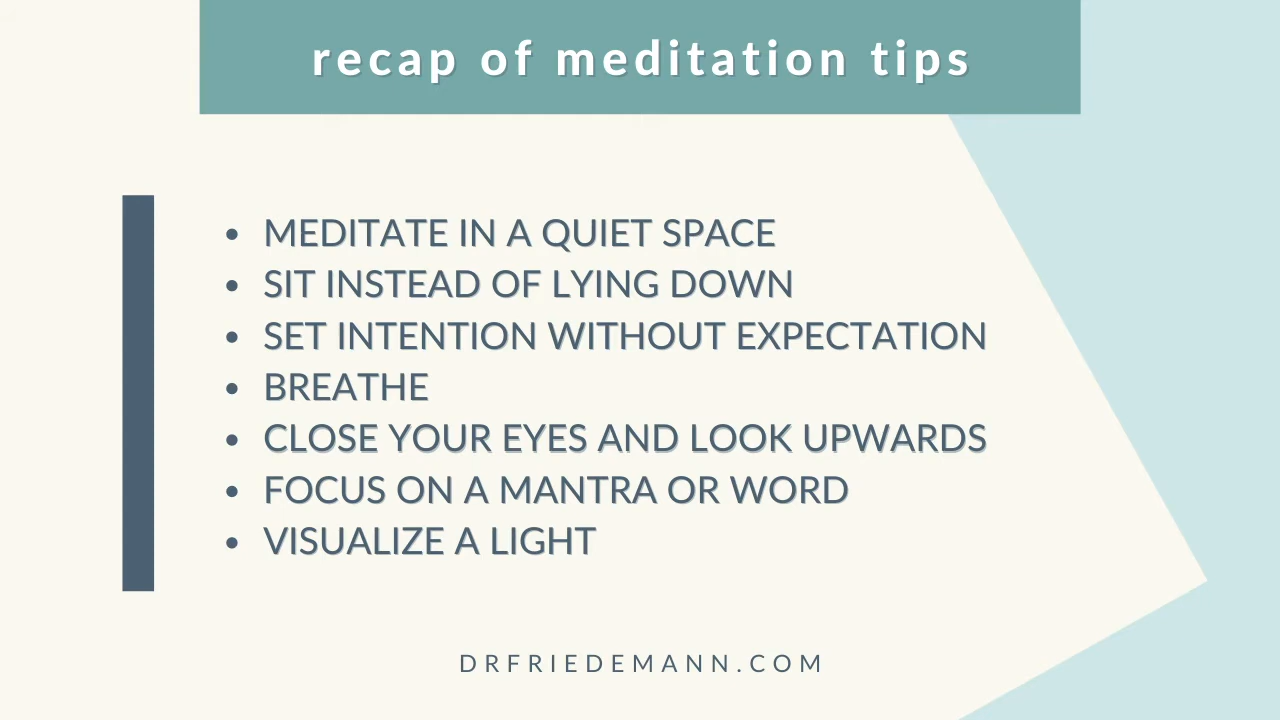 recap of meditation tips
• MEDITATE IN A QUIET SPACE
• SIT INSTEAD OF LYING DOWN
• SET INTENTION WITHOUT EXPECTATION
• BREATHE
• CLOSE YOUR EYES AND LOOK UPWARDS
• FOCUS ON A MANTRA OR WORD
• VISUALIZE A LIGHT
DRFRIEDEMANN.COM